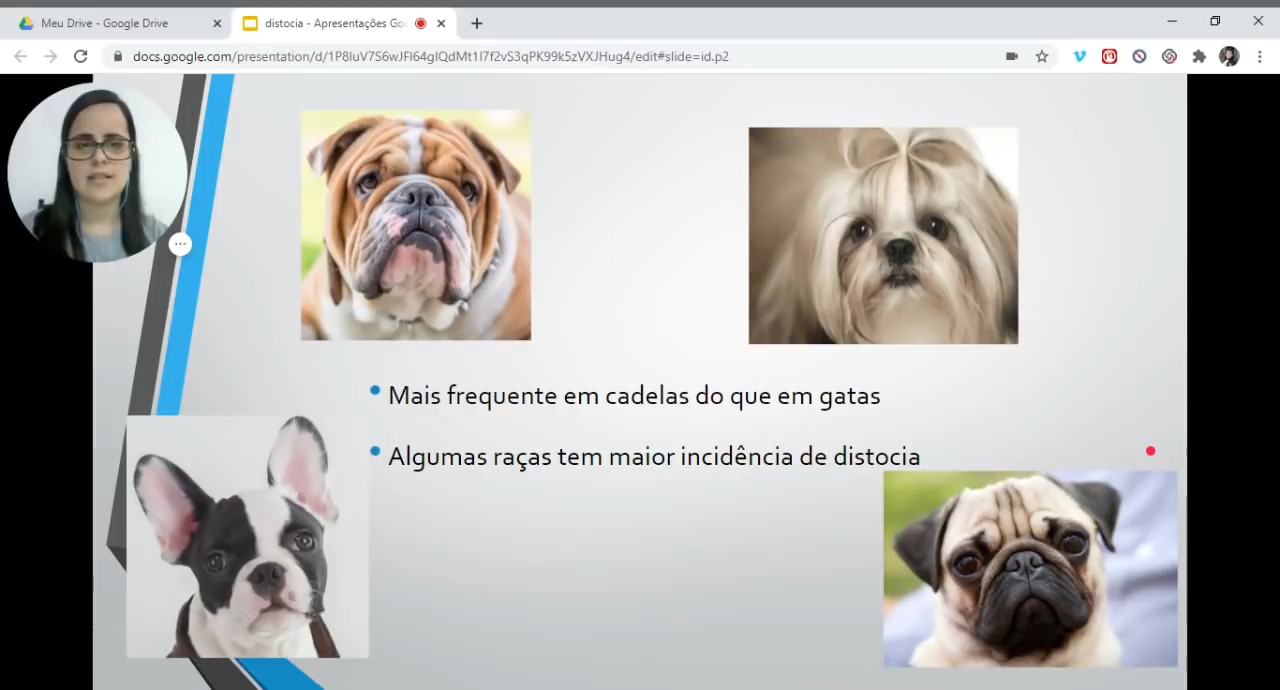 Meu Drive - Google Drive
distocia - Apresentações Go
docs.google.com/presentation/d/1P8luV7S6wJFl64glQdMt1I7f2vS3qPK99k5zVXJHug4/edit#slide=id.p2
Mais frequente em cadelas do que em gatas
Algumas raças tem maior incidência de distocia